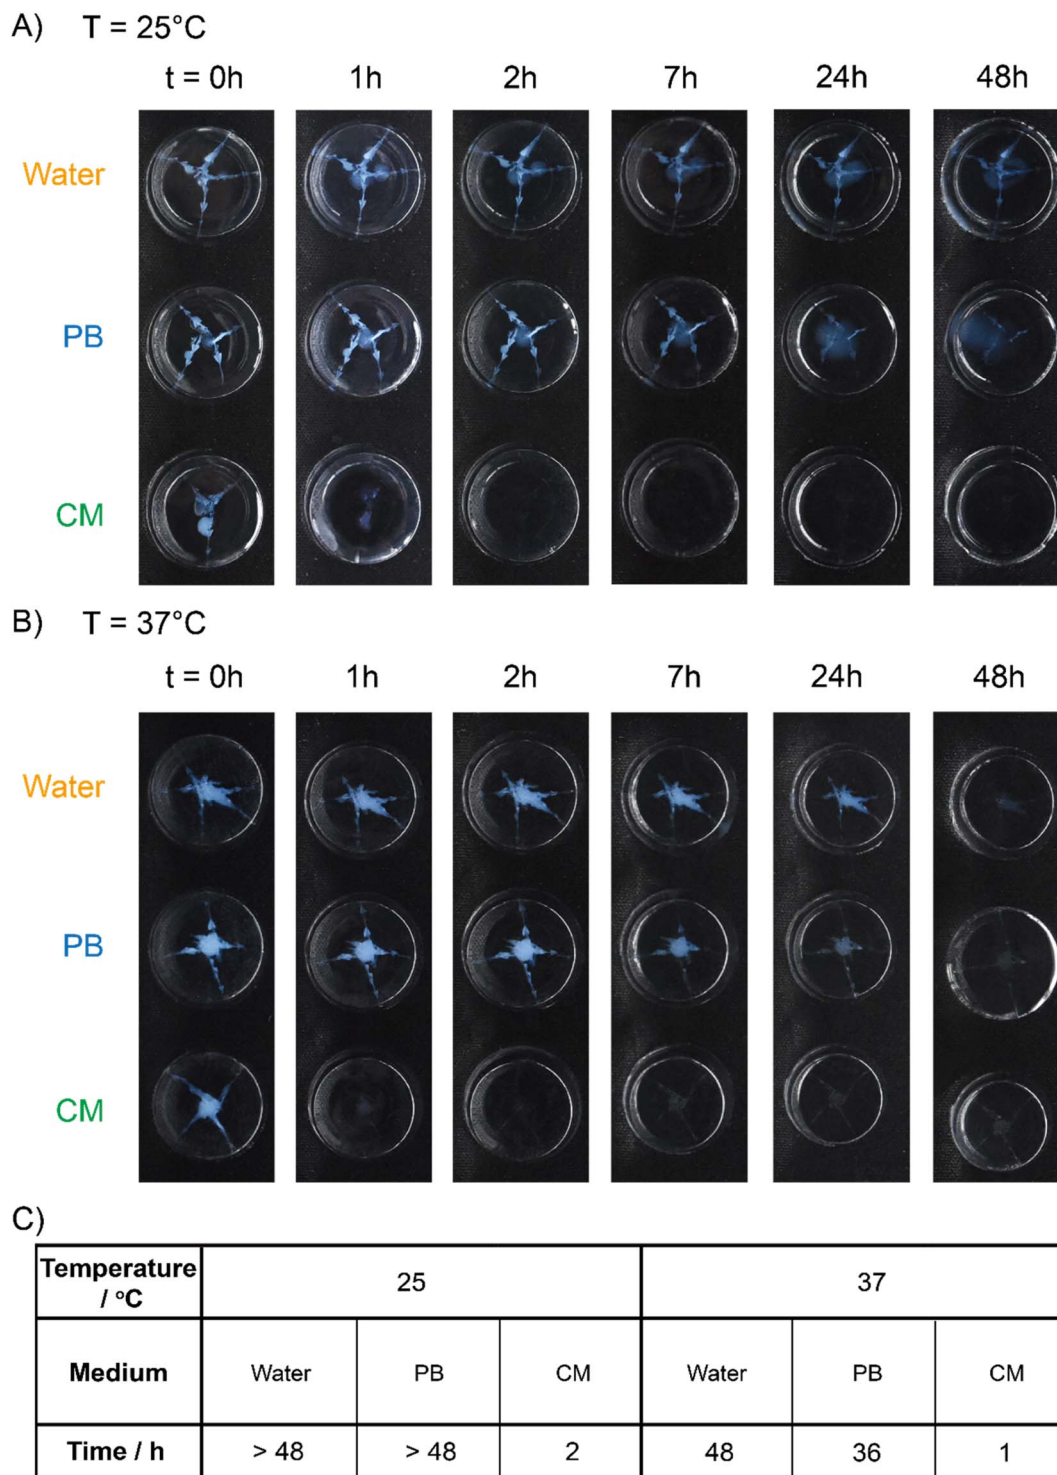 A) T = 25°C
t = 0h 1h 2h 7h 24h 48h
Water
PB
CM
B) T = 37°C
t = 0h 1h 2h 7h 24h 48h
Water
PB
CM
C)
Temperature / °C 25 37
Medium Water PB CM Water PB CM
Time / h > 48 > 48 2 48 36 1